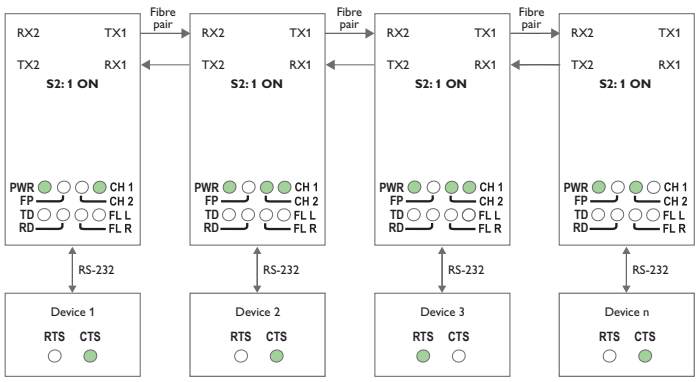 Fibre pair Fibre pair Fibre pair
RX2 TX1 RX2 TX1 RX2 TX1 RX2 TX1
TX2 RX1 TX2 RX1 TX2 RX1 TX2 RX1
S2: 1 ON S2: 1 ON S2: 1 ON S2: 1 ON
PWR CH 1 PWR CH 1 PWR CH 1 PWR CH 1
FP CH 2 FP CH 2 FP CH 2 FP CH 2
TD FL L TD FL L TD FL L TD FL L
RD FL R RD FL R RD FL R RD FL R
RS-232 RS-232 RS-232 RS-232
Device 1 Device 2 Device 3 Device n
RTS CTS RTS CTS RTS CTS RTS CTS